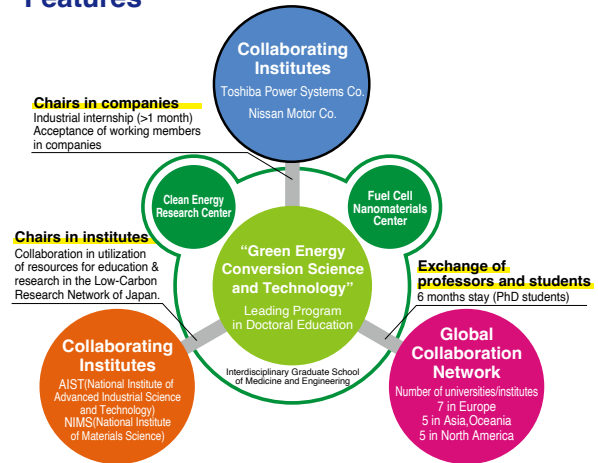 Features
Collaborating
Institutes
Toshiba Power Systems Co.
Nissan Motor Co.
Chairs in companies
Industrial internship (>1 month)
Acceptance of working members
in companies
Clean Energy
Research Center
Fuel Cell
Nanomaterials
Center
Chairs in institutes
Collaboration in utilization
of resources for education &
research in the Low-Carbon
Research Network of Japan.
“Green Energy
Conversion Science
and Technology”
Leading Program
in Doctoral Education
Exchange of
professors and students
6 months stay (PhD students)
Collaborating
Institutes
AIST(National Institute of
Advanced Industrial Science
and Technology)
NIMS(National Institute
of Materials Science)
Interdisciplinary Graduate School
of Medicine and Engineering
Global
Collaboration
Network
Number of universities/institutes
7 in Europe
5 in Asia,Oceania
5 in North America